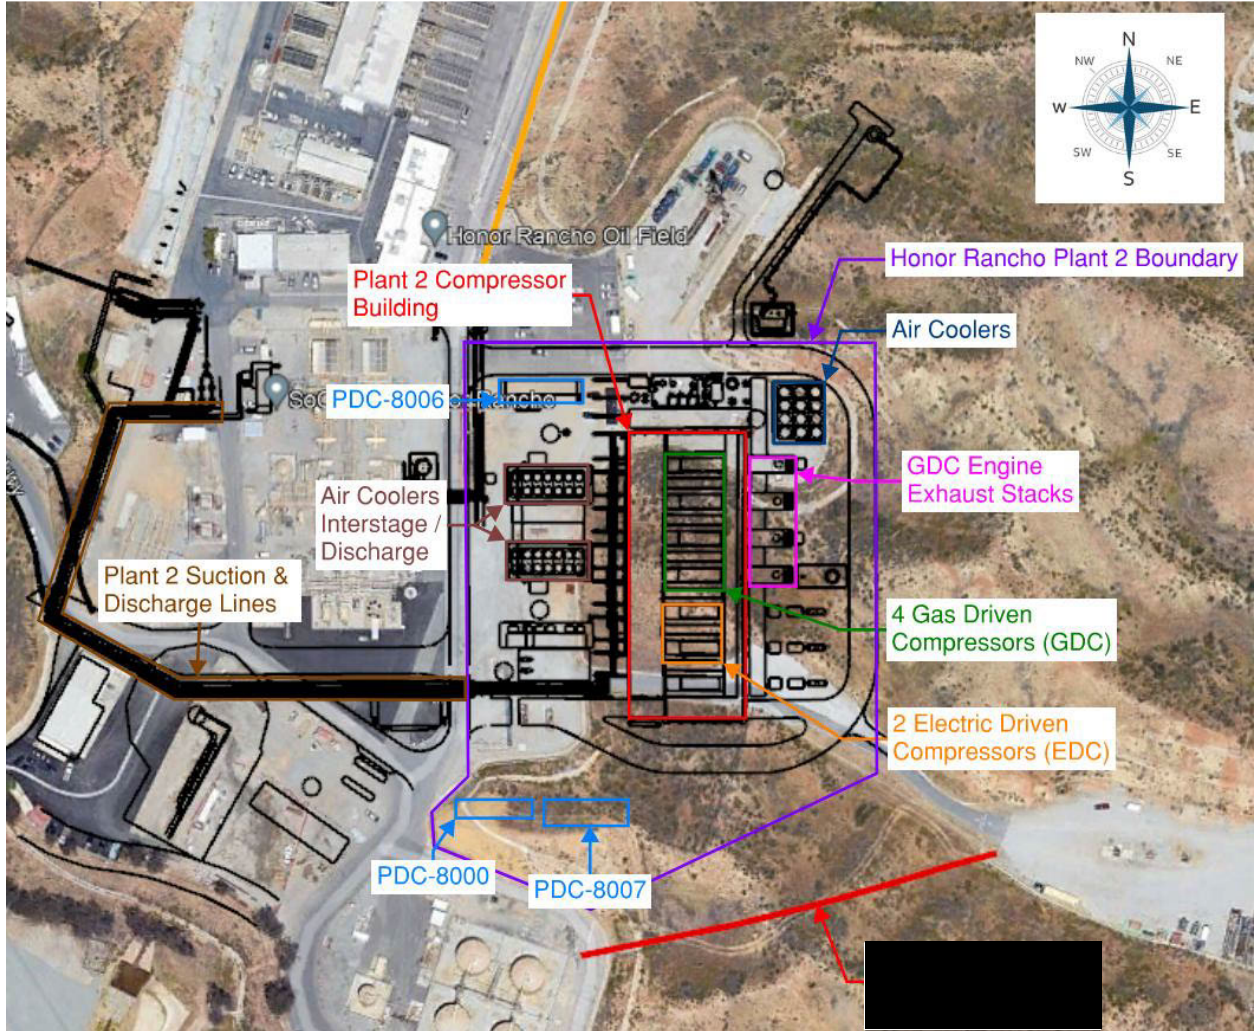 N
NW
NE
W
E
SW
SE
S
Honor Rancho Oil Field
Honor Rancho Plant 2 Boundary
Plant 2 Compressor
Building
Air Coolers
PDC-8006
GDC Engine
Exhaust Stacks
Air Coolers
Interstage /
Discharge
Plant 2 Suction &
Discharge Lines
4 Gas Driven
Compressors (GDC)
2 Electric Driven
Compressors (EDC)
PDC-8000
PDC-8007